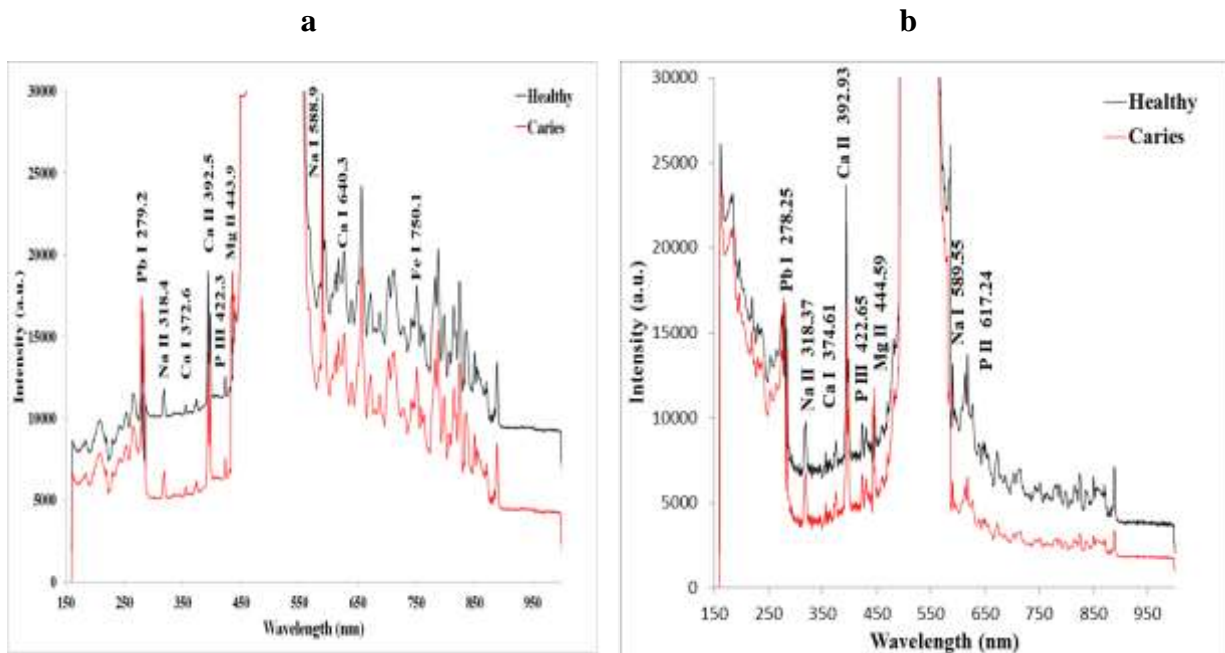 a
30000
25000
20000
15000
10000
5000
0
Intensity (a.u.)
150
250
350
450
550
650
750
850
950
Wavelength (nm)
Healthy
Caries
Pb I 279.2
Na II 318.4
Ca I 372.6
P III 422.3
Ca II 392.5
Mg II 443.9
Na I 588.9
Ca I 640.3
Fe I 750.1
b
30000
25000
20000
15000
10000
5000
0
Intensity (a.u.)
150
250
350
450
550
650
750
850
950
Wavelength (nm)
Healthy
Caries
Pb I 278.25
Na II 318.37
Ca I 374.61
Ca II 392.93
P III 422.65
Mg II 444.59
Na I 589.55
P II 617.24